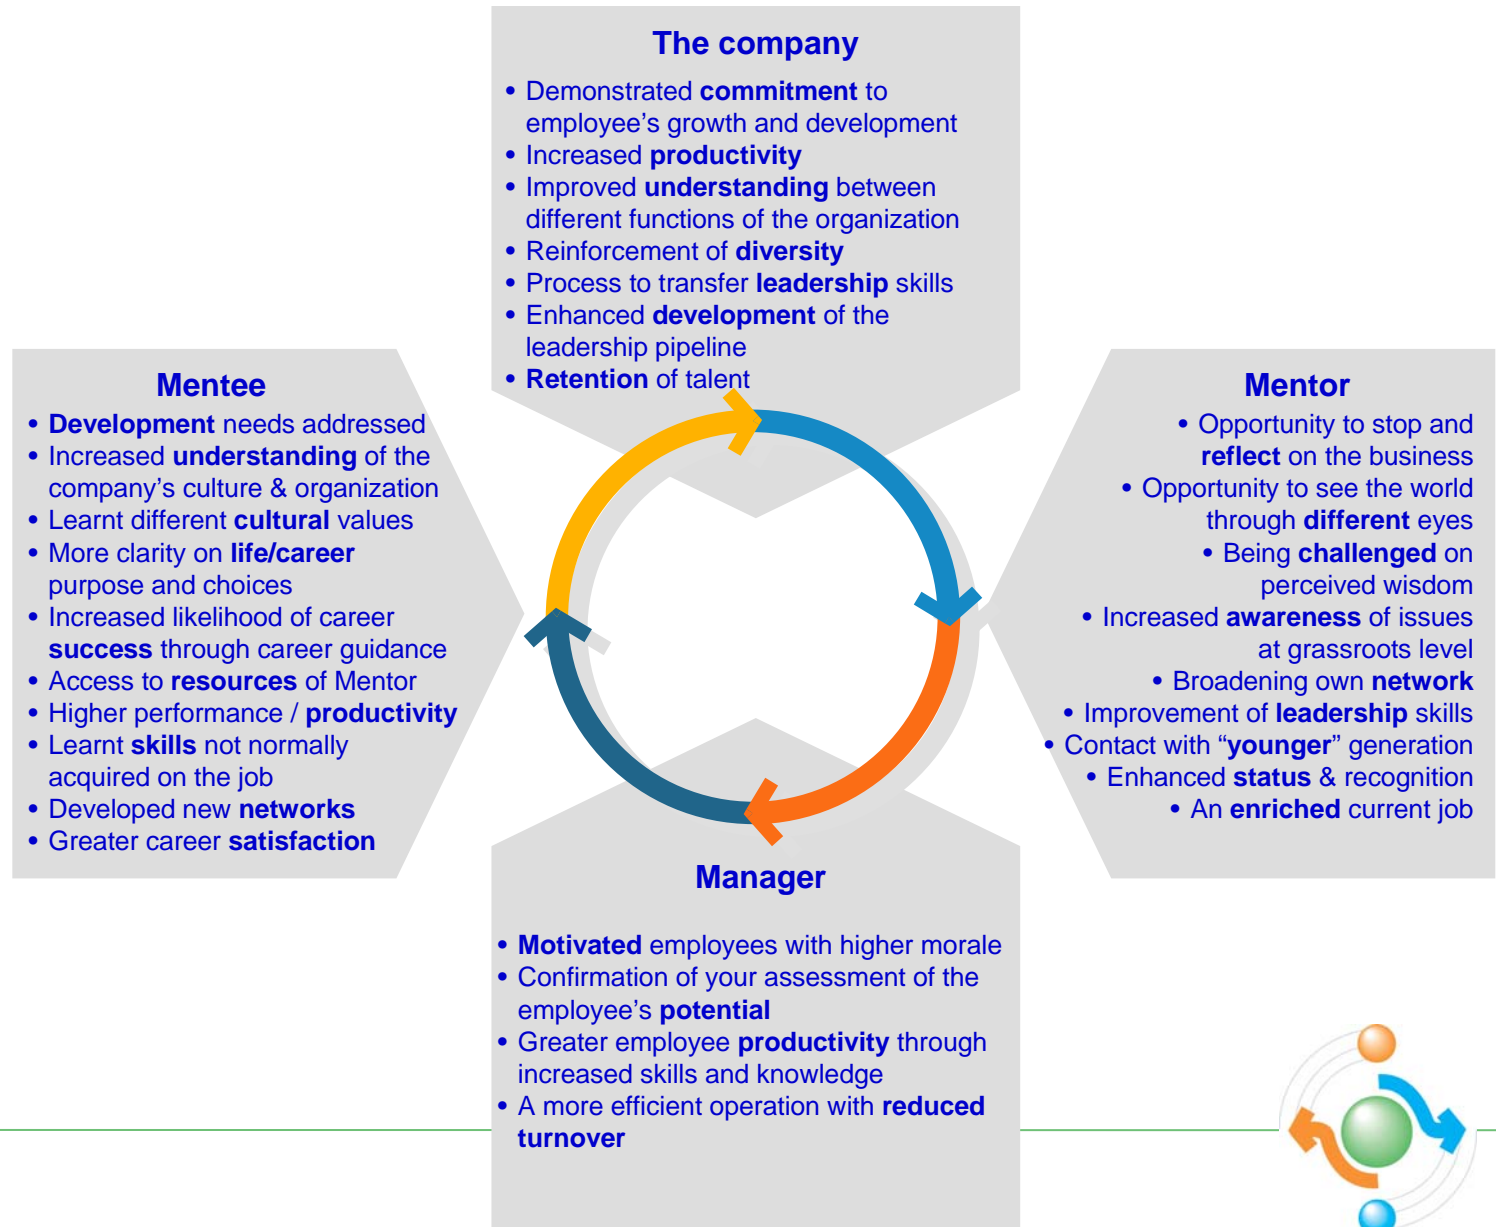 The company
• Demonstrated commitment to
employee’s growth and development
• Increased productivity
• Improved understanding between
different functions of the organization
• Reinforcement of diversity
• Process to transfer leadership skills
• Enhanced development of the
leadership pipeline
• Retention of talent
Mentee
• Development needs addressed
• Increased understanding of the
company’s culture & organization
• Learnt different cultural values
• More clarity on life/career
purpose and choices
• Increased likelihood of career
success through career guidance
• Access to resources of Mentor
• Higher performance / productivity
• Learnt skills not normally
acquired on the job
• Developed new networks
• Greater career satisfaction
Mentor
• Opportunity to stop and
reflect on the business
• Opportunity to see the world
through different eyes
• Being challenged on
perceived wisdom
• Increased awareness of issues
at grassroots level
• Broadening own network
• Improvement of leadership skills
• Contact with “younger” generation
• Enhanced status & recognition
• An enriched current job
Manager
• Motivated employees with higher morale
• Confirmation of your assessment of the
employee’s potential
• Greater employee productivity through
increased skills and knowledge
• A more efficient operation with reduced
turnover